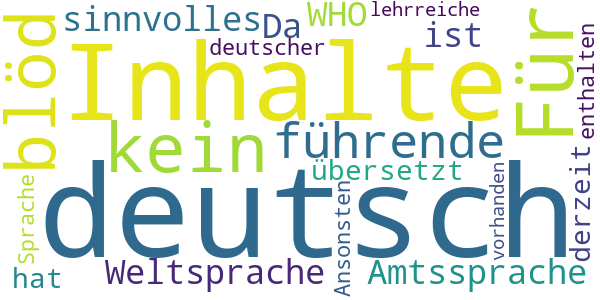 blöd
sinnvolles
Da
WHO
lehrreiche
deutscher
ist
Inhalte
Für
enthalten
kein
führende
übersetzt
derzeit
deutsch
Sprache
Ansonsten
vorhanden
hat
Weltsprache
Amtssprache